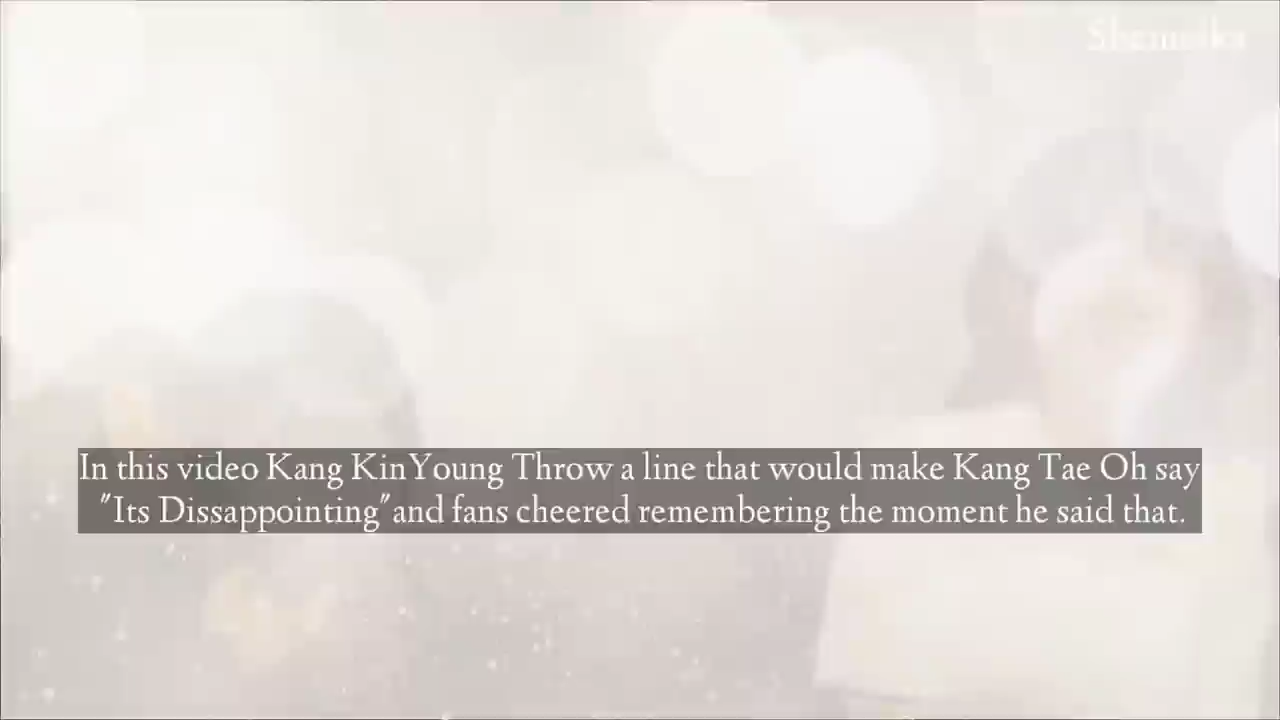 In this video Kang KinYoung Throw a line that would make Kang Tae Oh say
"Its Dissappointing" and fans cheered remembering the moment he said that.